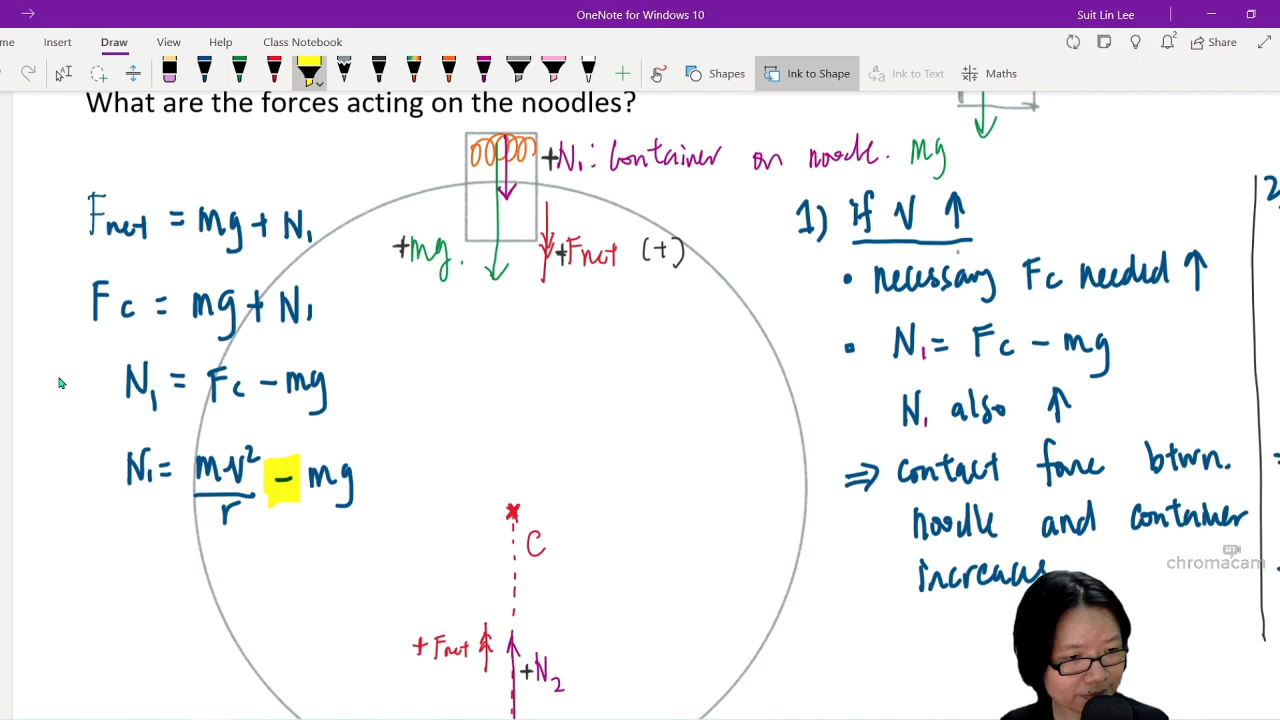 OneNote for Windows 10
Suit Lin Lee
me Insert Draw View Help Class Notebook
Share
Shapes Ink to Shape Ink to Text Maths
What are the forces acting on the noodles?
+N₁: container on noodle. mg
Fnet = mg + N₁
+mg.
+Fnet (+)
Fc = mg + N₁
N₁ = Fc - mg
N₁ = mv²/r - mg
C
+ Fnet
+N₂
1) if V ↑
• necessary Fc needed ↑
• N₁ = Fc - mg
N₁ also ↑
⇒ contact force btwn.
noodle and container
increases
2
chromacam